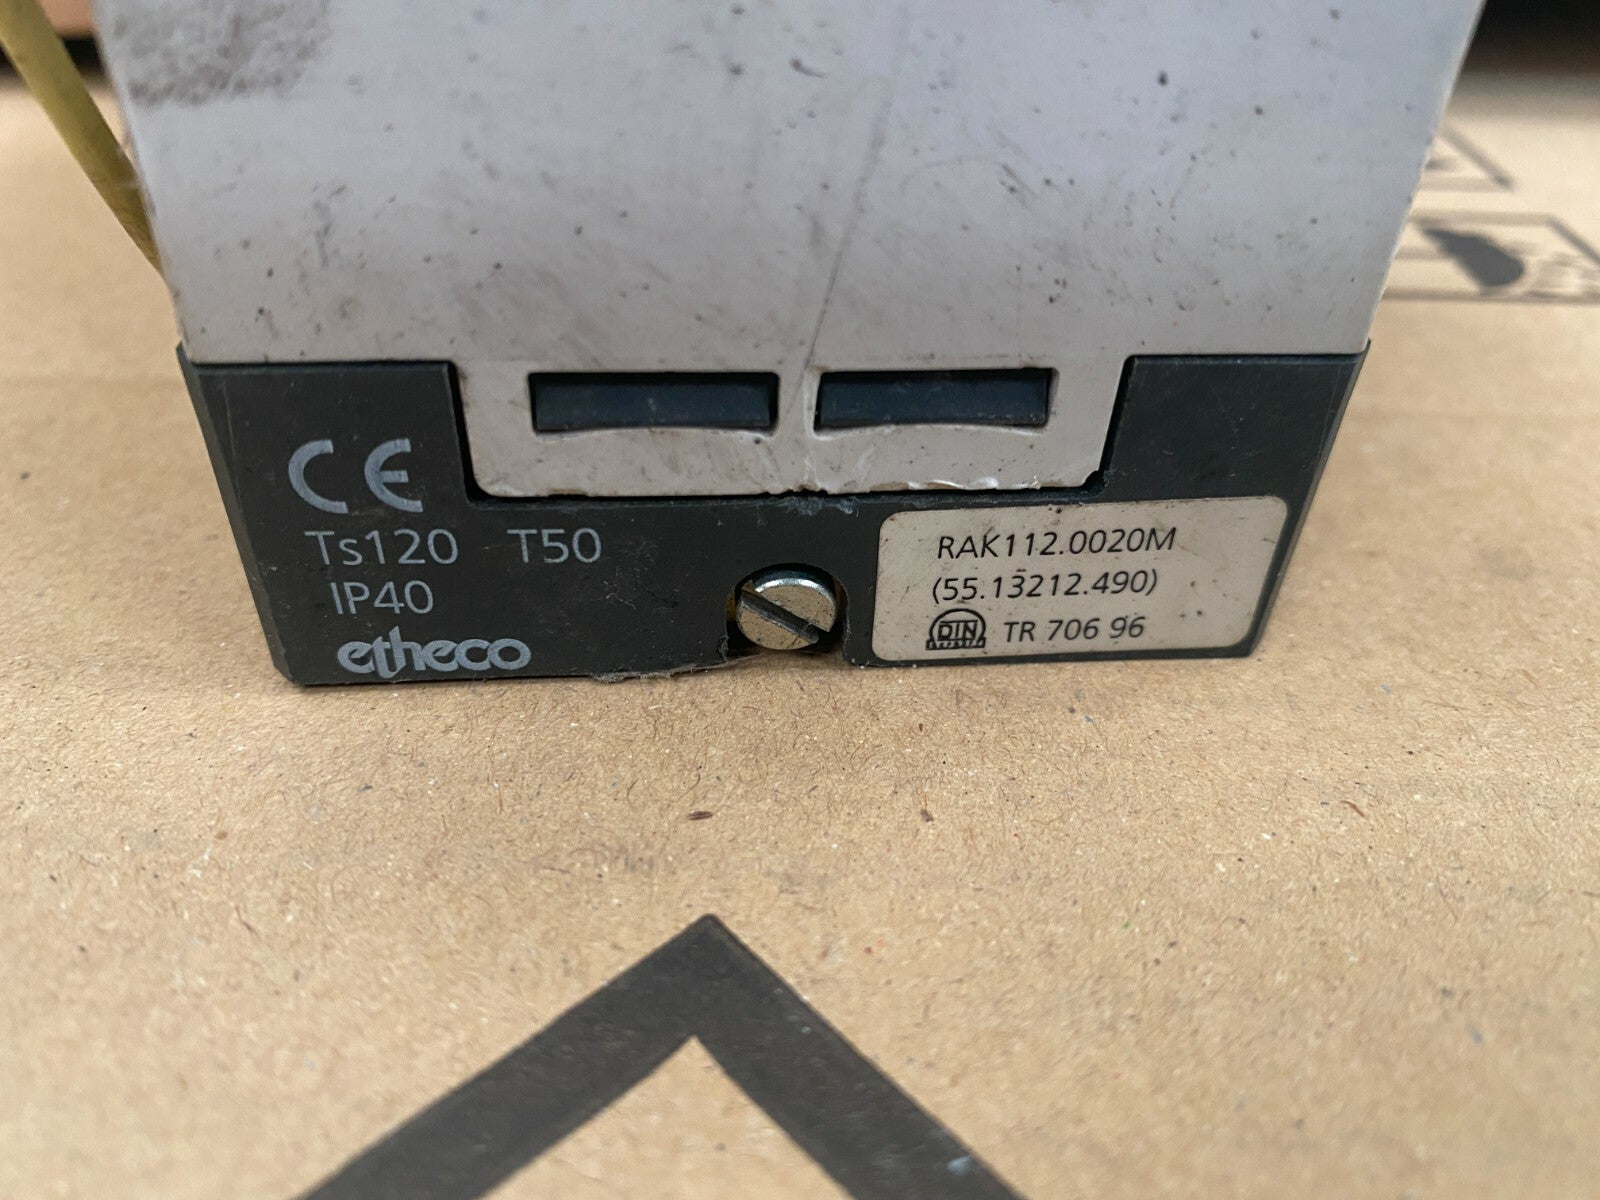 CE
Ts120 T50
IP40
etheco
RAK112.0020M
(55.13212.490)
DIN TR 706 96